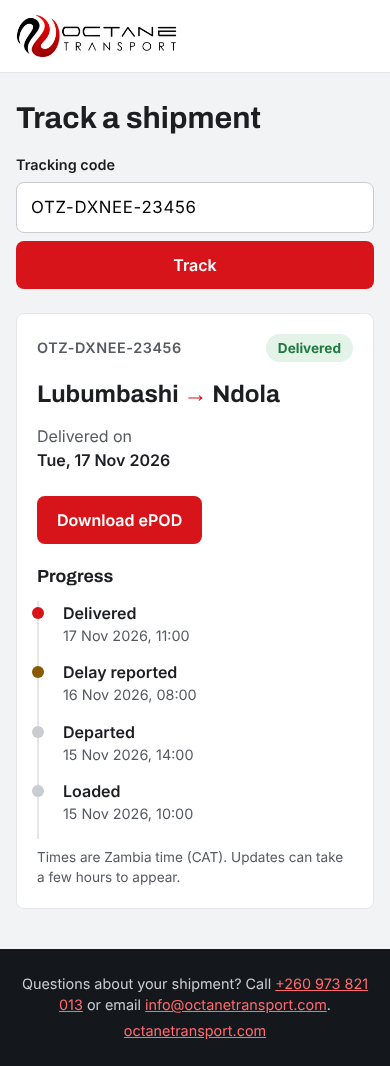 OCTANE
TRANSPORT
Track a shipment
Tracking code
OTZ-DXNEE-23456
Track
OTZ-DXNEE-23456
Delivered
Lubumbashi → Ndola
Delivered on
Tue, 17 Nov 2026
Download ePOD
Progress
Delivered
17 Nov 2026, 11:00
Delay reported
16 Nov 2026, 08:00
Departed
15 Nov 2026, 14:00
Loaded
15 Nov 2026, 10:00
Times are Zambia time (CAT). Updates can take
a few hours to appear.
Questions about your shipment? Call +260 973 821
013 or email info@octanetransport.com.
octanetransport.com